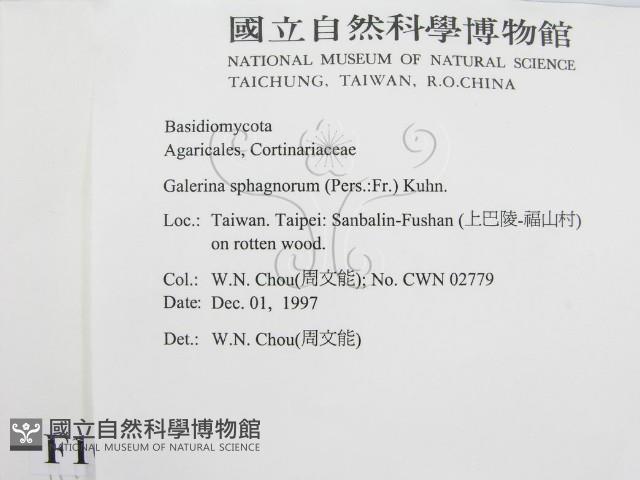 國立自然科學博物館
NATIONAL MUSEUM OF NATURAL SCIENCE
TAICHUNG, TAIWAN, R.O.CHINA
Basidiomycota
Agaricales, Cortinariaceae
Galerina sphagnorum (Pers.:Fr.) Kuhn.
Loc.: Taiwan. Taipei: Sanbalin-Fushan (上巴陵-福山村)
on rotten wood.
Col.: W.N. Chou(周文能); No. CWN 02779
Date: Dec. 01, 1997
Det.: W.N. Chou(周文能)
國立自然科學博物館
NATIONAL MUSEUM OF NATURAL SCIENCE